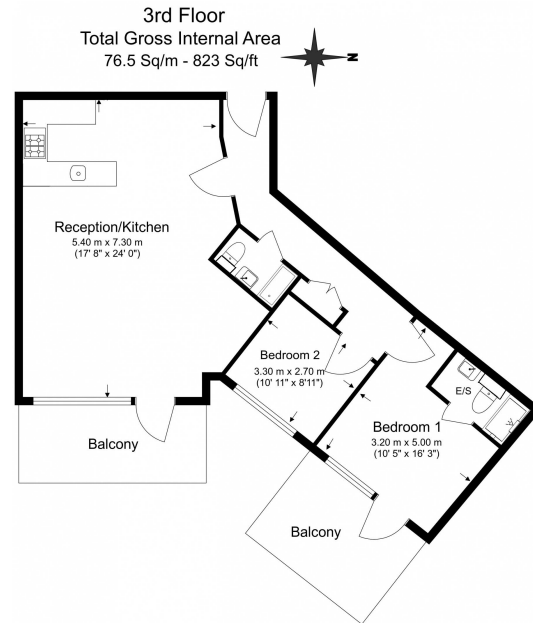 3rd Floor
Total Gross Internal Area
76.5 Sq/m - 823 Sq/ft
N
Reception/Kitchen
5.40 m x 7.30 m
(17' 8" x 24' 0")
Bedroom 2
3.30 m x 2.70 m
(10' 11" x 8'11")
E/S
W
Bedroom 1
3.20 m x 5.00 m
(10' 5" x 16' 3")
Balcony
Balcony